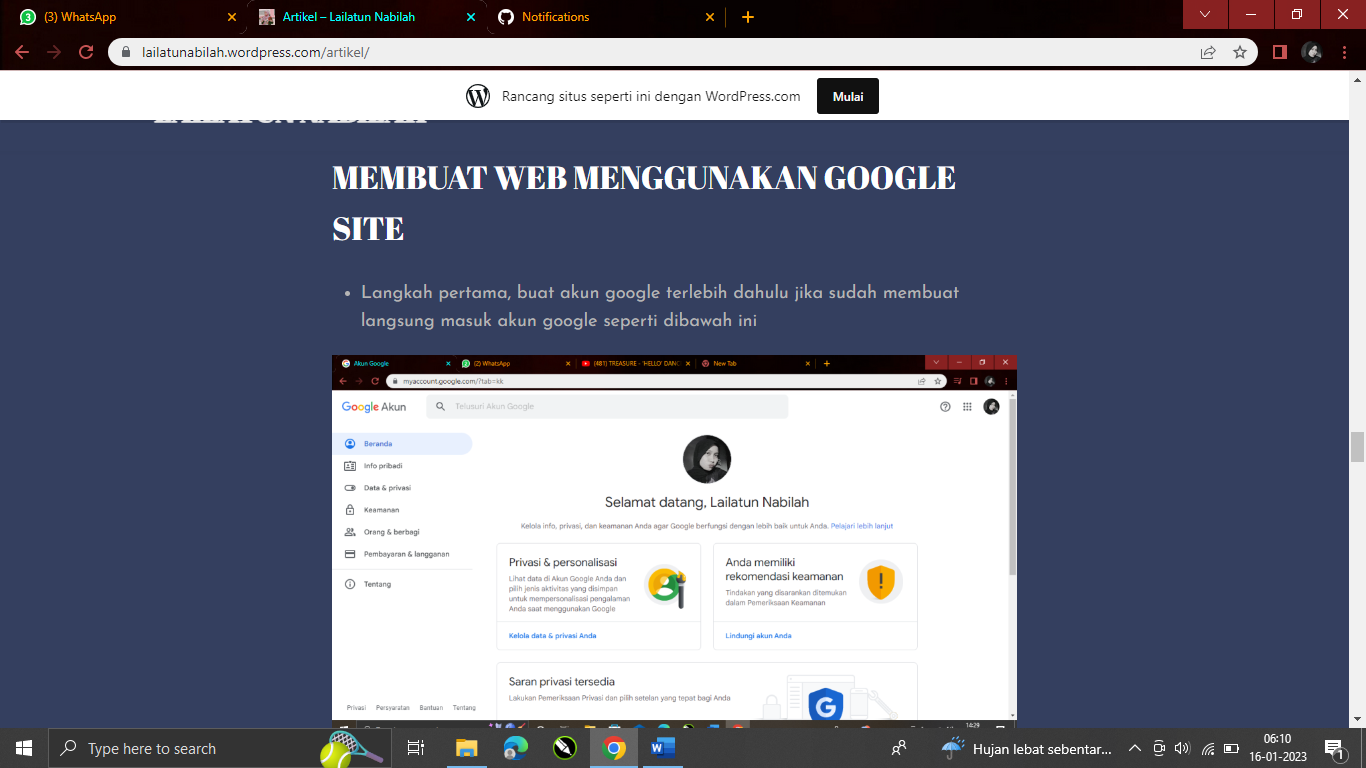 (3) WhatsApp
Artikel – Lailatun Nabilah
Notifications
lailatunabilah.wordpress.com/artikel/
Rancang situs seperti ini dengan WordPress.com
Mulai
MEMBUAT WEB MENGGUNAKAN GOOGLE
SITE
Langkah pertama, buat akun google terlebih dahulu jika sudah membuat
langsung masuk akun google seperti dibawah ini
Akun Google
(2) WhatsApp
(481) TREASURE - 'HELLO' DANC
New Tab
myaccount.google.com/?tab=kk
Google Akun
Telusuri Akun Google
Beranda
Info pribadi
Data & privasi
Keamanan
Orang & berbagi
Pembayaran & langganan
Tentang
Selamat datang, Lailatun Nabilah
Kelola info, privasi, dan keamanan Anda agar Google berfungsi dengan lebih baik untuk Anda. Pelajari lebih lanjut
Privasi & personalisasi
Lihat data di Akun Google Anda dan
pilih jenis aktivitas yang disimpan
untuk mempersonalisasi pengalaman
Anda saat menggunakan Google
Kelola data & privasi Anda
Anda memiliki
rekomendasi keamanan
Tindakan yang disarankan ditemukan
dalam Pemeriksaan Keamanan
Lindungi akun Anda
Saran privasi tersedia
Lakukan Pemeriksaan Privasi dan pilih setelan yang tepat bagi Anda
Privasi Persyaratan Bantuan Tentang
14:29
Type here to search
Hujan lebat sebentar...
06:10
16-01-2023
1